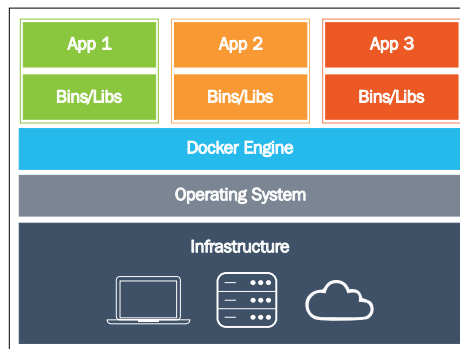 App 1 App 2 App 3
Bins/Libs Bins/Libs Bins/Libs
Docker Engine
Operating System
Infrastructure